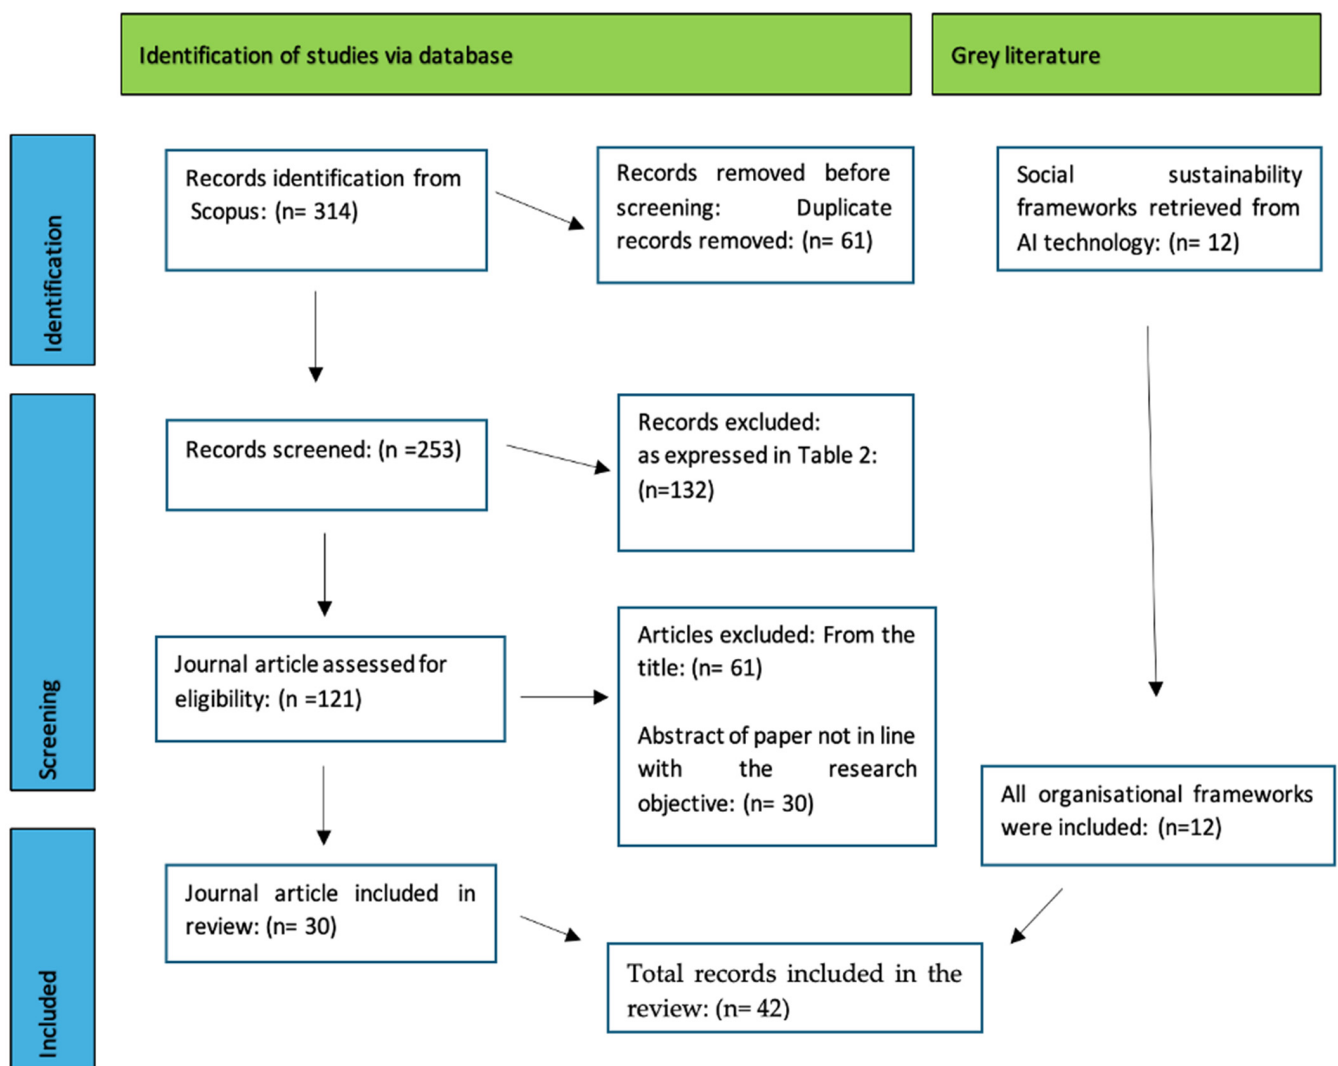 Identification of studies via database
Grey literature
Identification
Records identification from
Scopus: (n= 314)
Records removed before
screening: Duplicate
records removed: (n= 61)
Social sustainability
frameworks retrieved from
AI technology: (n= 12)
Screening
Records screened: (n =253)
Records excluded:
as expressed in Table 2:
(n=132)
Journal article assessed for
eligibility: (n =121)
Articles excluded: From the
title: (n= 61)
Abstract of paper not in line
with the research
objective: (n= 30)
All organisational frameworks
were included: (n=12)
Included
Journal article included in
review: (n= 30)
Total records included in the
review: (n= 42)